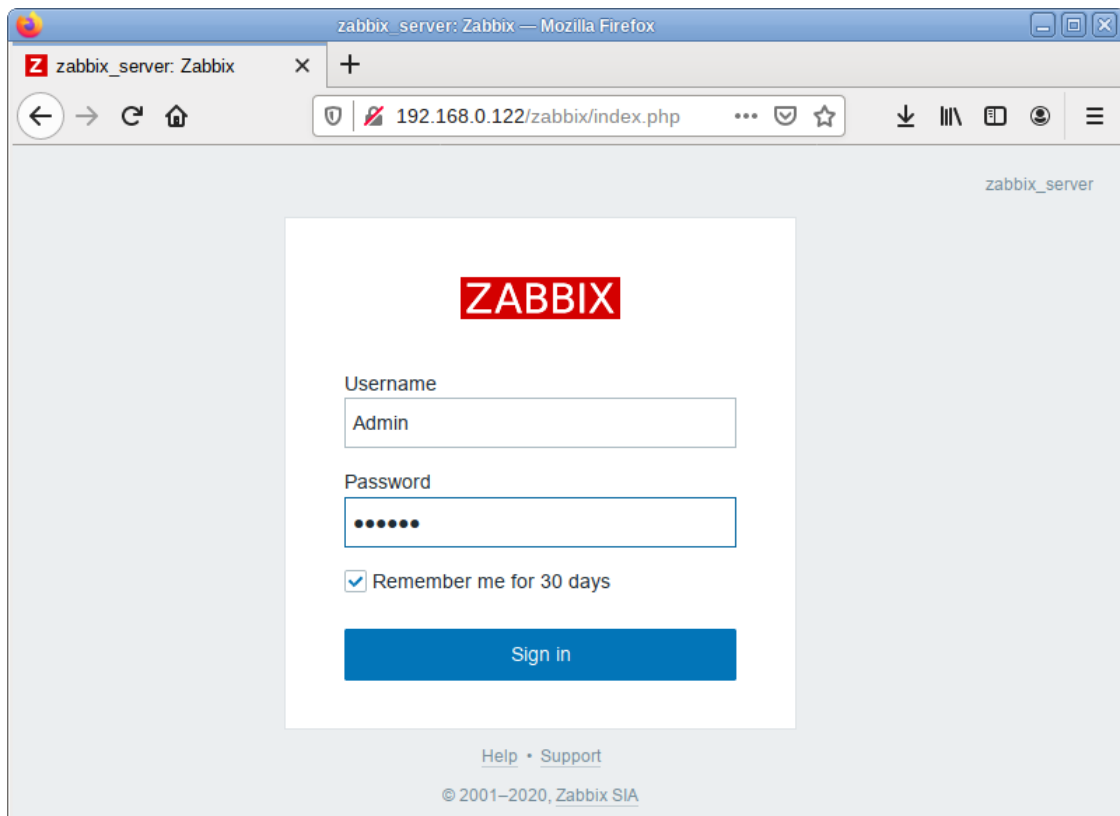 zabbix_server: Zabbix — Mozilla Firefox
Z zabbix_server: Zabbix
192.168.0.122/zabbix/index.php
zabbix_server
ZABBIX
Username
Admin
Password
••••••
Remember me for 30 days
Sign in
Help • Support
© 2001–2020, Zabbix SIA